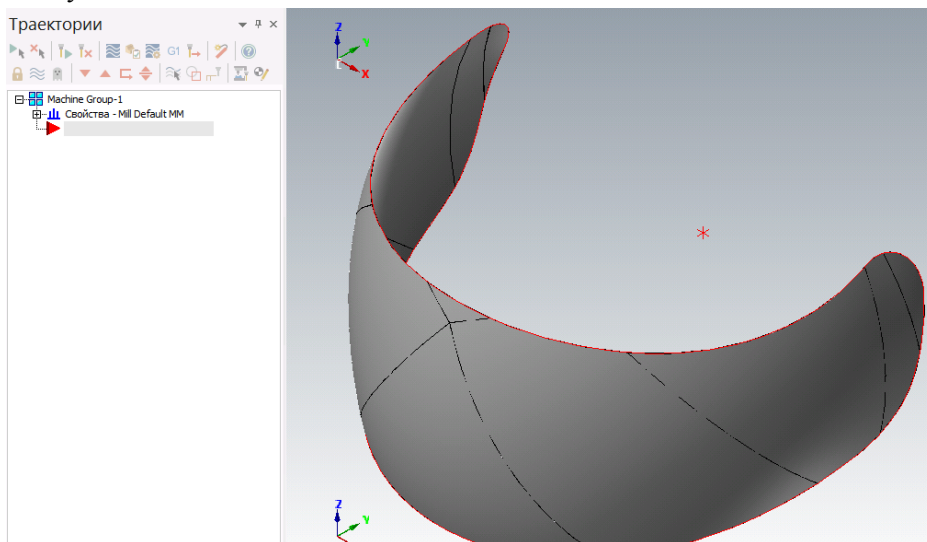 Траектории
G1
Machine Group-1
Свойства - Mill Default MM
Z
Y
X
Z
Y